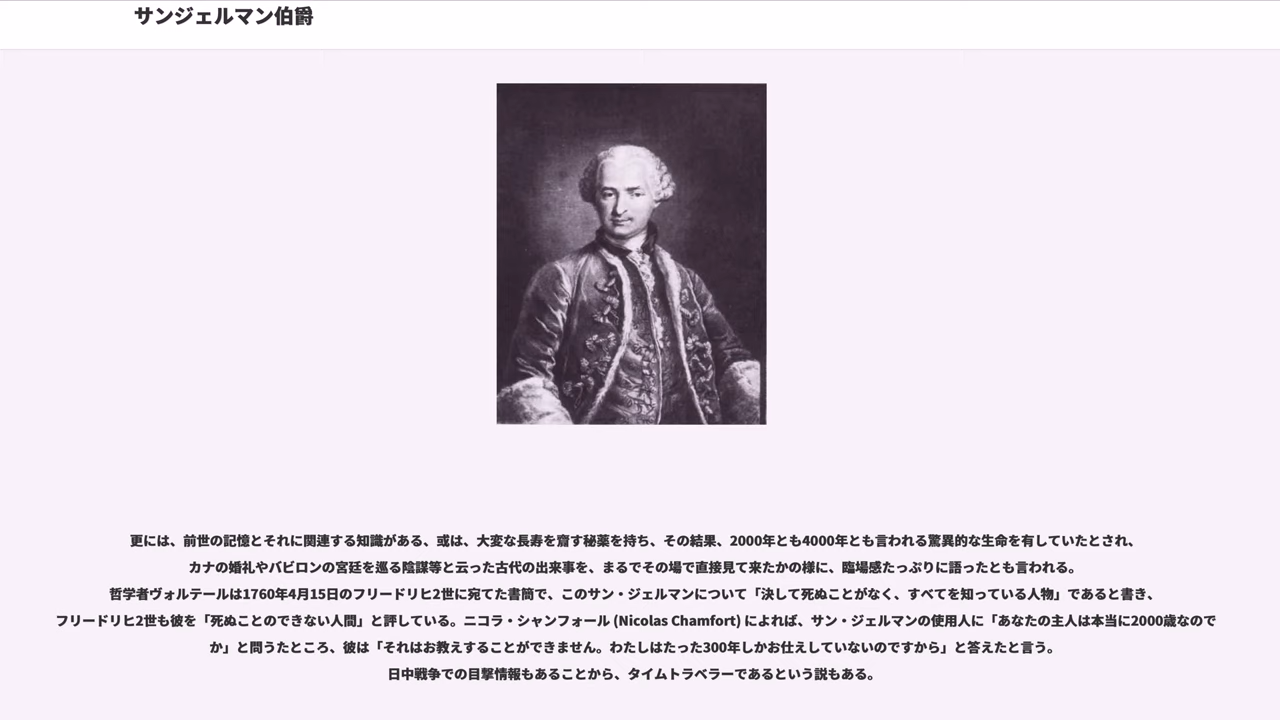 サンジェルマン伯爵
更には、前世の記憶とそれに関連する知識がある、或は、大変な長寿を齎す秘薬を持ち、その結果、2000年とも4000年とも言われる驚異的な生命を有していたとされ、
カナの婚礼やバビロンの宮廷を巡る陰謀等と云った古代の出来事を、まるでその場で直接見て来たかの様に、臨場感たっぷりに語ったとも言われる。
哲学者ヴォルテールは1760年4月15日のフリードリヒ2世に宛てた書簡で、このサン・ジェルマンについて「決して死ぬことがなく、すべてを知っている人物」であると書き、
フリードリヒ2世も彼を「死ぬことのできない人間」と評している。ニコラ・シャンフォール (Nicolas Chamfort) によれば、サン・ジェルマンの使用人に「あなたの主人は本当に2000歳なので
か」と問うたところ、彼は「それはお教えすることができません。わたしはたった300年しかお仕えしていないのですから」と答えたと言う。
日中戦争での目撃情報もあることから、タイムトラベラーであるという説もある。